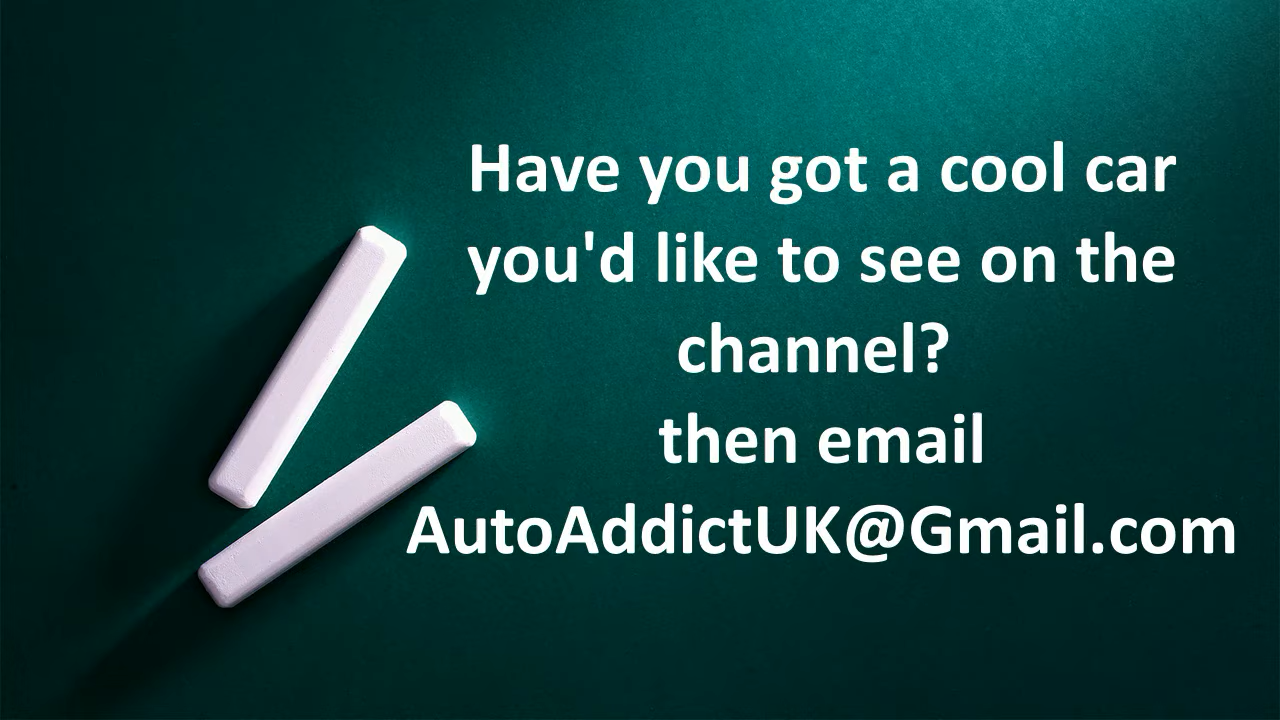 Have you got a cool car
you'd like to see on the
channel?
then email
AutoAddictUK@Gmail.com